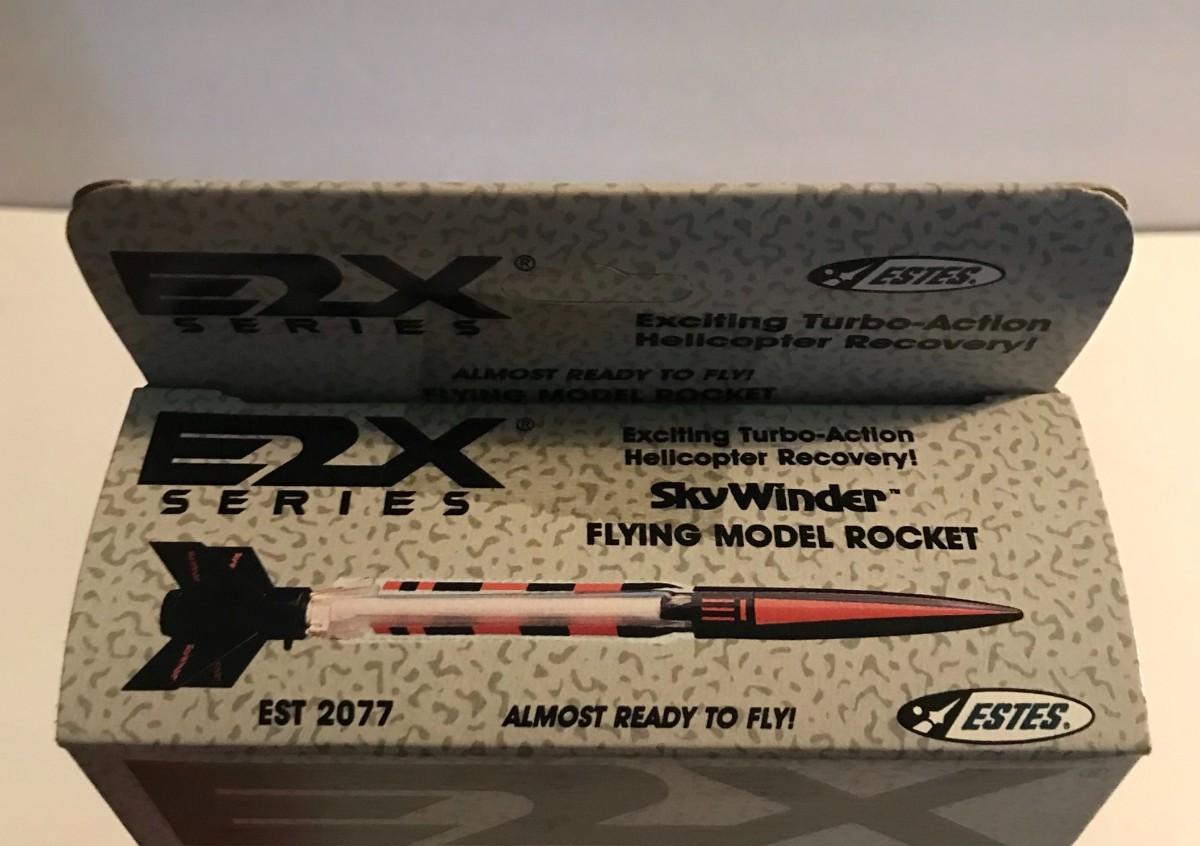 E2X®
SERIES
ESTES®
Exciting Turbo-Action
Helicopter Recovery!
ALMOST READY TO FLY!
FLYING MODEL ROCKET
E2X®
SERIES
Exciting Turbo-Action
Helicopter Recovery!
SkyWinder™
FLYING MODEL ROCKET
EST 2077
ALMOST READY TO FLY!
ESTES®